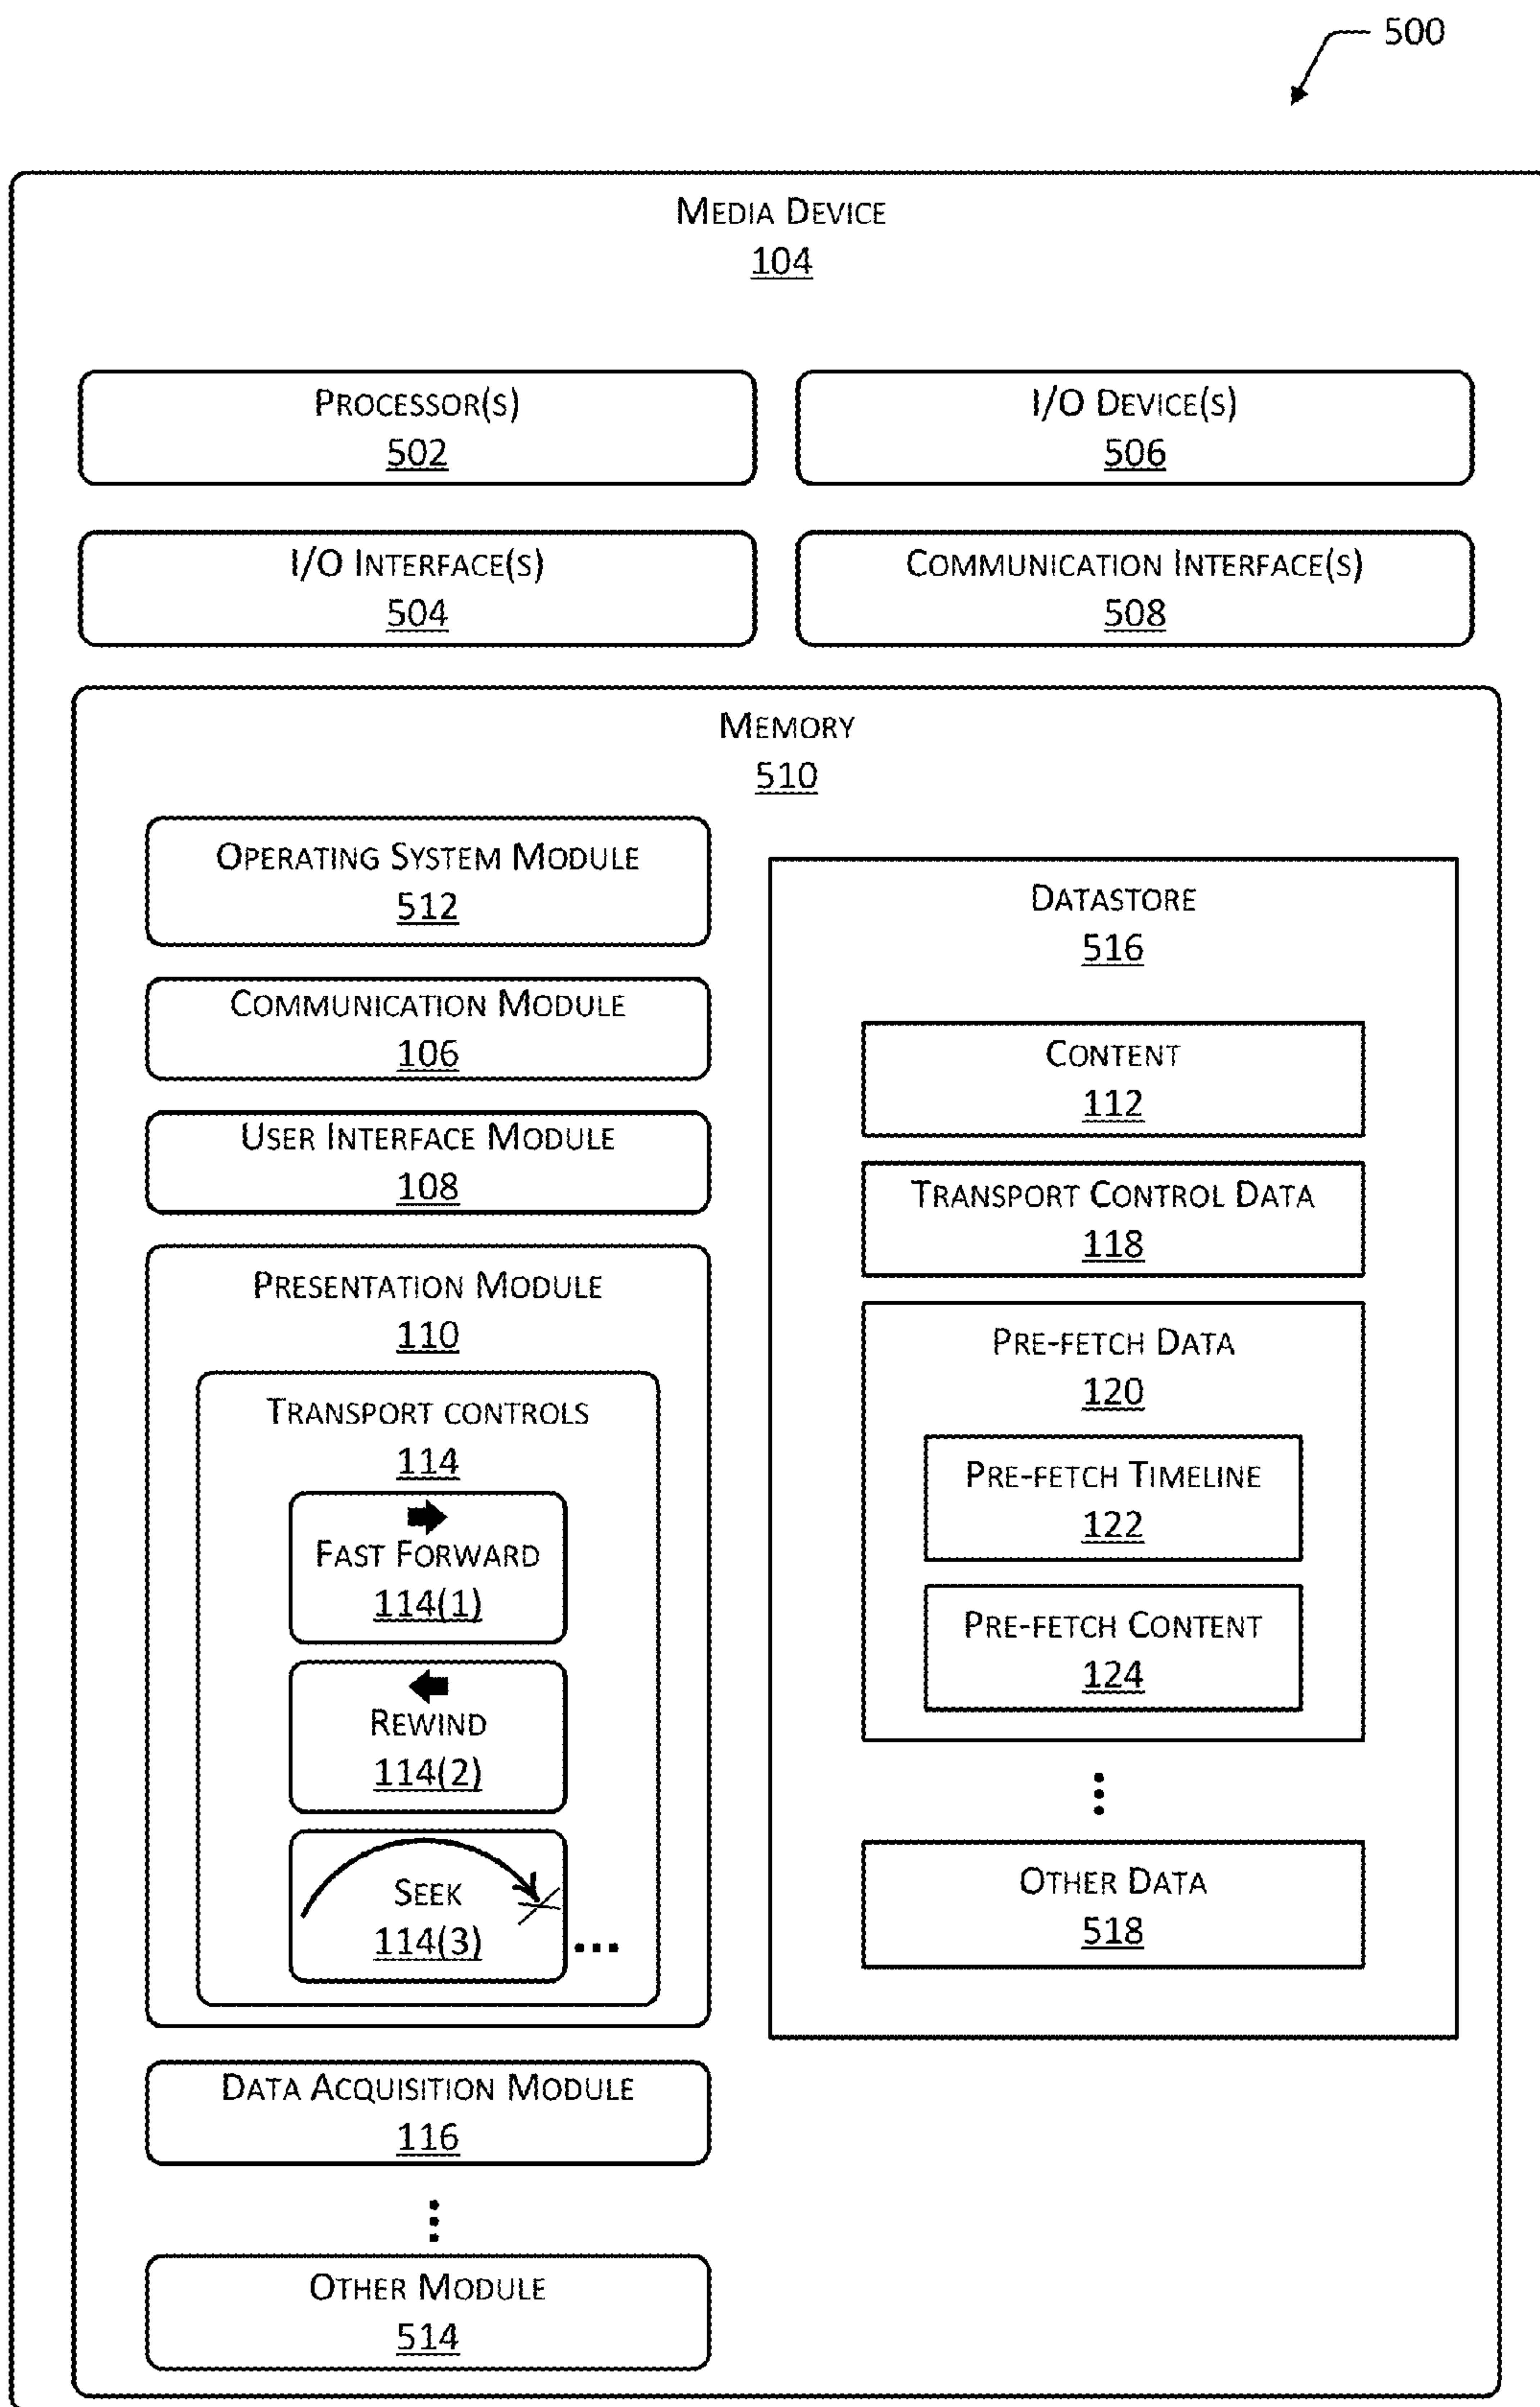 500
MEDIA DEVICE
104
PROCESSOR(S)
502
I/O DEVICE(S)
506
I/O INTERFACE(S)
504
COMMUNICATION INTERFACE(S)
508
MEMORY
510
OPERATING SYSTEM MODULE
512
COMMUNICATION MODULE
106
USER INTERFACE MODULE
108
PRESENTATION MODULE
110
TRANSPORT CONTROLS
114
FAST FORWARD
114(1)
REWIND
114(2)
SEEK
114(3)
...
DATA ACQUISITION MODULE
116
OTHER MODULE
514
DATASTORE
516
CONTENT
112
TRANSPORT CONTROL DATA
118
PRE-FETCH DATA
120
PRE-FETCH TIMELINE
122
PRE-FETCH CONTENT
124
OTHER DATA
518